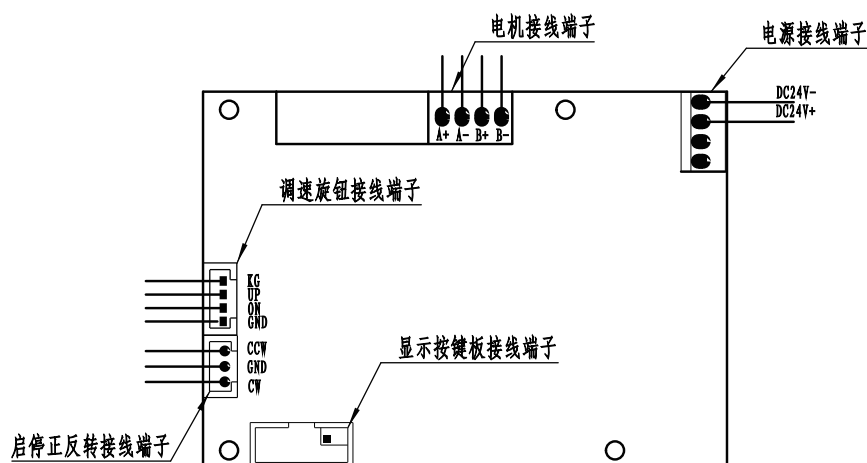 电机接线端子
电源接线端子
DC24V-
DC24V+
A+ A- B+ B-
调速旋钮接线端子
KG
UP
ON
GND
CCW
GND
CW
显示按键板接线端子
启停正反转接线端子